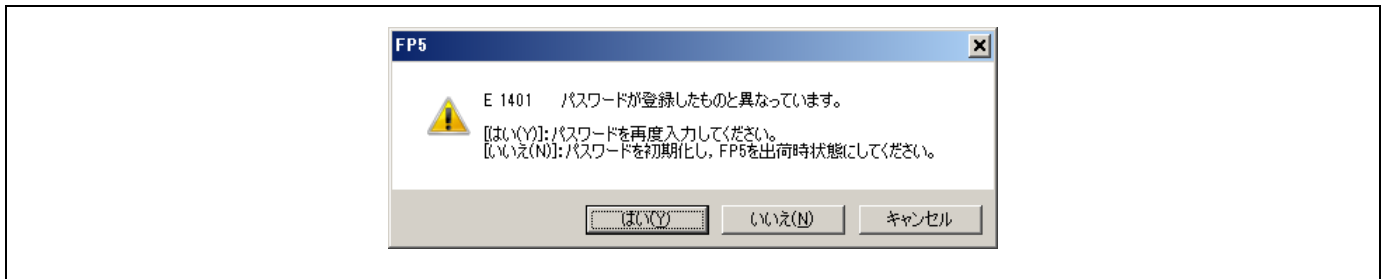 FP5
E 1401 パスワードが登録したものと異なっています。
[はい(Y)]:パスワードを再度入力してください。
[いいえ(N)]:パスワードを初期化し，FP5を出荷時状態にしてください。
はい(Y) いいえ(N) キャンセル